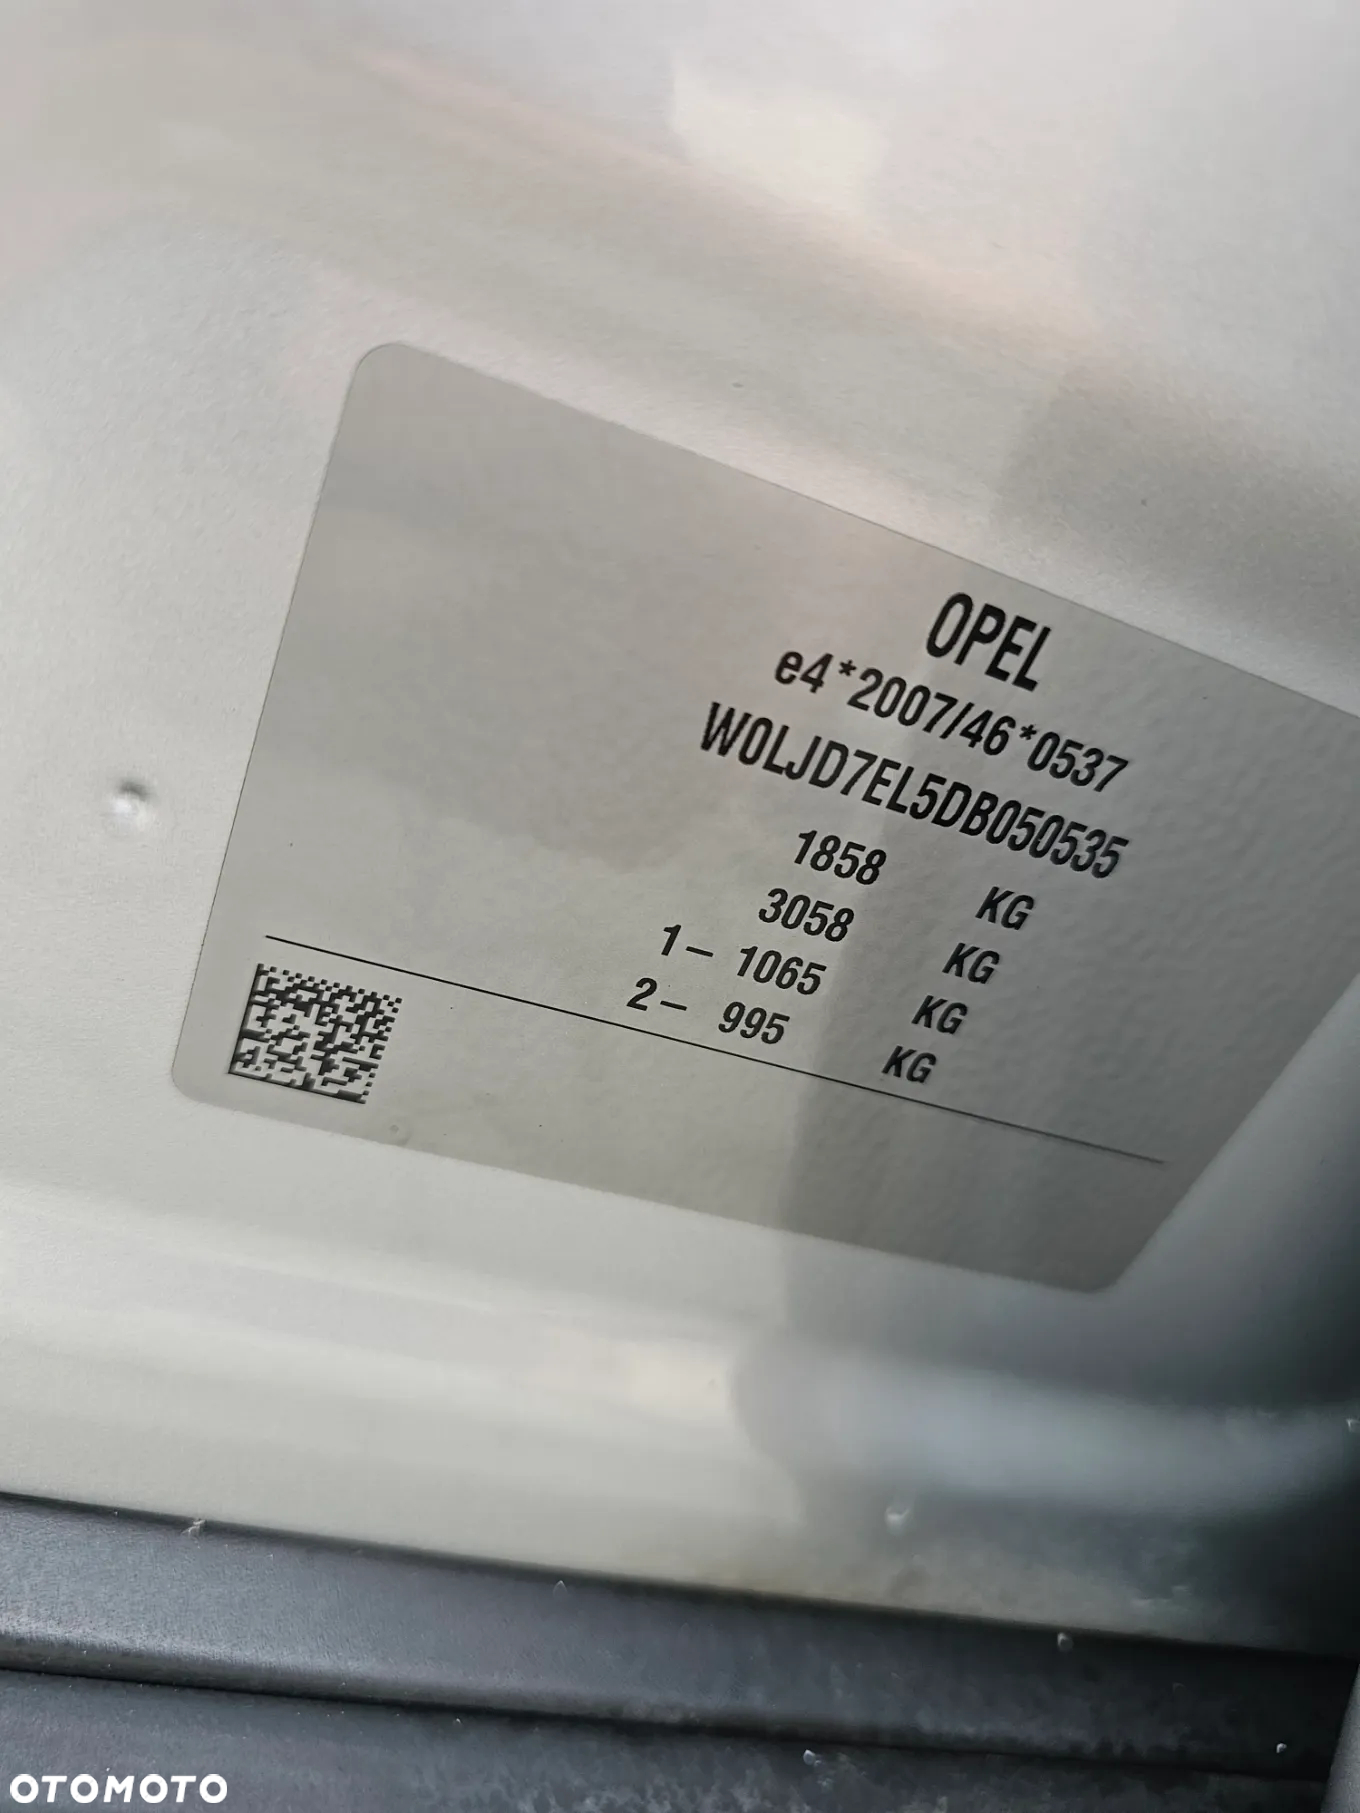 OPEL
e4*2007/46*0537
W0LJD7EL5DB050535
1858 KG
3058 KG
1- 1065 KG
2- 995 KG
OTOMOTO